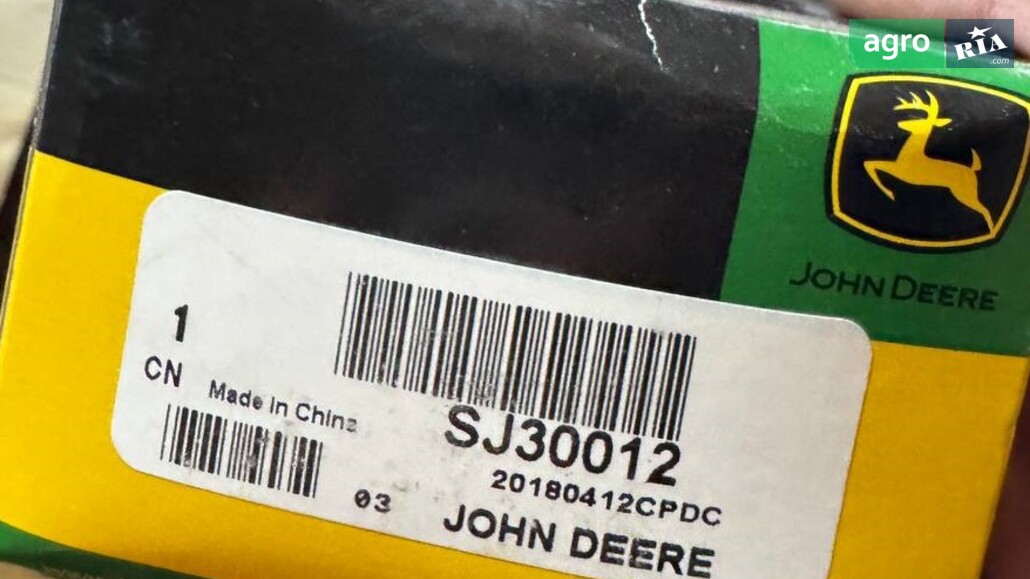 agro RIA
.com
JOHN DEERE
1
CN
Made in China
SJ30012
20180412CPDC
03
JOHN DEERE